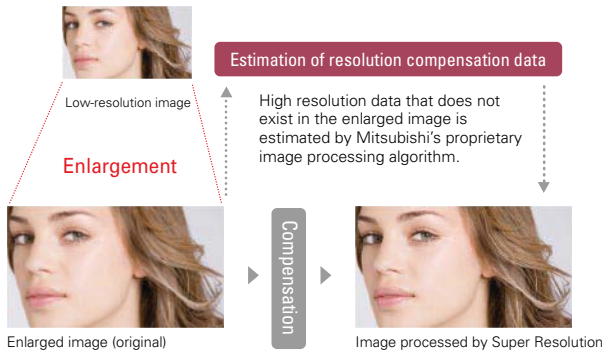 Estimation of resolution compensation data
Low-resolution image
High resolution data that does not
exist in the enlarged image is
estimated by Mitsubishi's proprietary
image processing algorithm.
Enlargement
Compensation
Enlarged image (original)
Image processed by Super Resolution